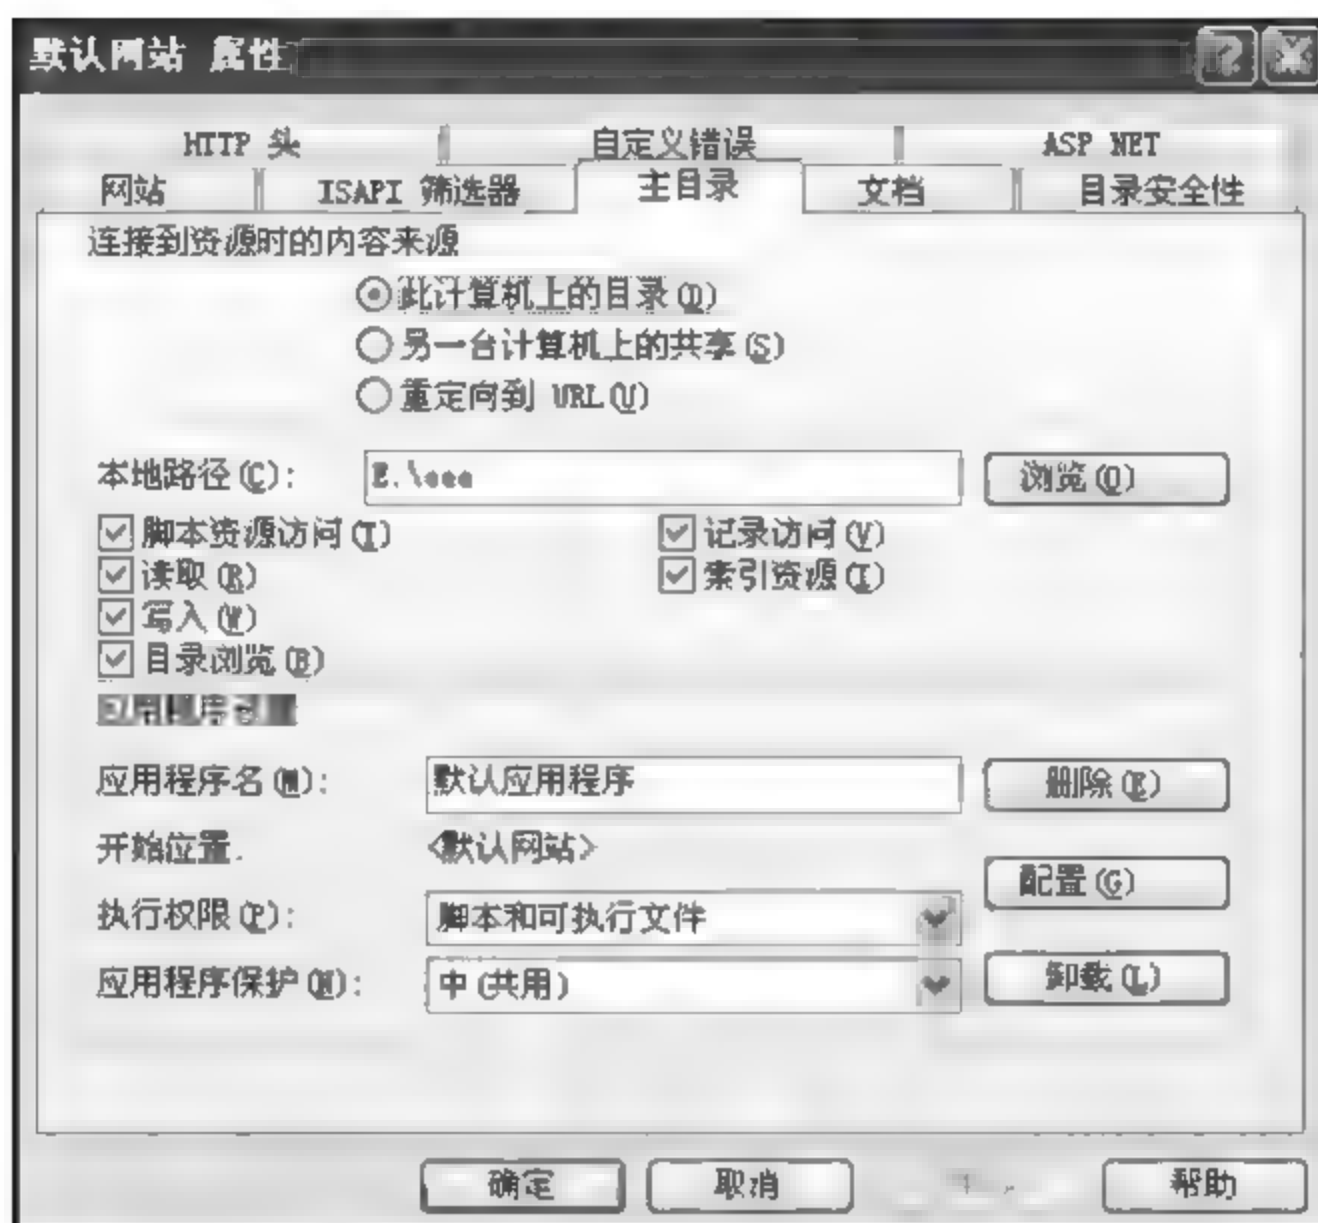 默认网站 属性
HTTP 头 自定义错误 ASP NET
网站 ISAPI 筛选器 主目录 文档 目录安全性
连接到资源时的内容来源
此计算机上的目录(D)
另一台计算机上的共享(S)
重定向到 URL(U)
本地路径(C): E:\eee 浏览(O)
脚本资源访问(T) 记录访问(V)
读取(R) 索引资源(I)
写入(W)
目录浏览(B)
应用程序名(M): 默认应用程序 删除(E)
开始位置. <默认网站>
配置(G)
执行权限(P): 脚本和可执行文件
应用程序保护(N): 中(共用) 卸载(L)
确定 取消 帮助